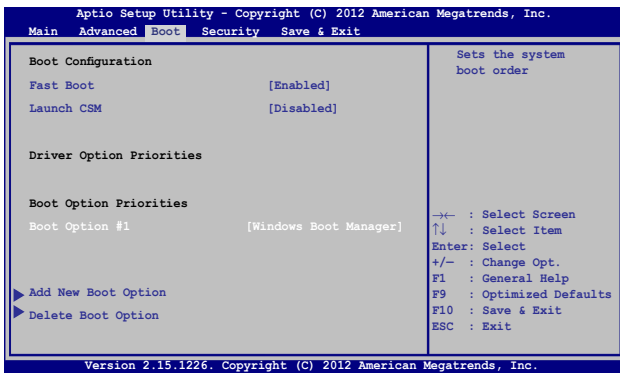 Aptio Setup Utility - Copyright (C) 2012 American Megatrends, Inc.
Main Advanced Boot Security Save & Exit
Boot Configuration
Fast Boot [Enabled]
Launch CSM [Disabled]
Driver Option Priorities
Boot Option Priorities
Boot Option #1 [Windows Boot Manager]
Add New Boot Option
Delete Boot Option
Sets the system
boot order
→← : Select Screen
↑↓ : Select Item
Enter: Select
+/— : Change Opt.
F1 : General Help
F9 : Optimized Defaults
F10 : Save & Exit
ESC : Exit
Version 2.15.1226. Copyright (C) 2012 American Megatrends, Inc.